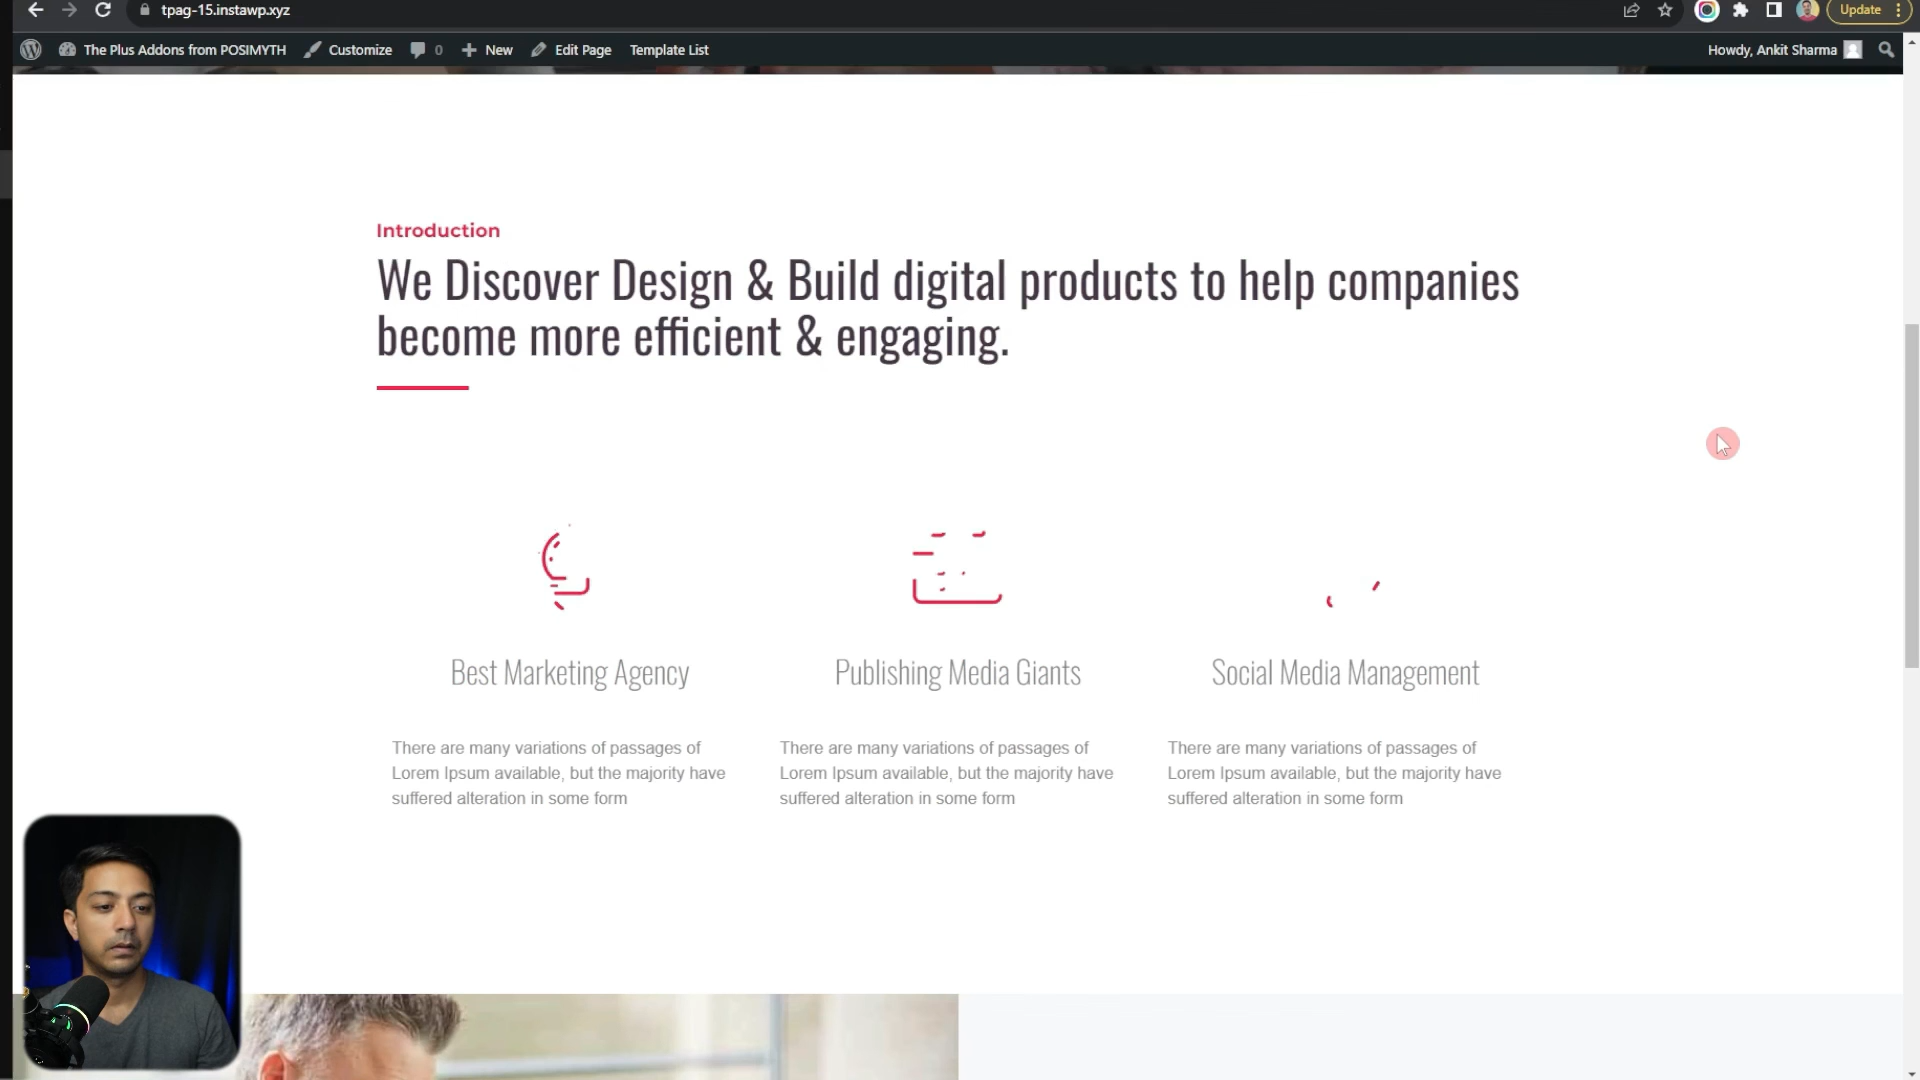 tpag-15.instawp.xyz
Update
The Plus Addons from POSIMYTH
Customize
0
New
Edit Page
Template List
Howdy, Ankit Sharma
Introduction
We Discover Design & Build digital products to help companies
become more efficient & engaging.
Best Marketing Agency
There are many variations of passages of
Lorem Ipsum available, but the majority have
suffered alteration in some form
Publishing Media Giants
There are many variations of passages of
Lorem Ipsum available, but the majority have
suffered alteration in some form
Social Media Management
There are many variations of passages of
Lorem Ipsum available, but the majority have
suffered alteration in some form